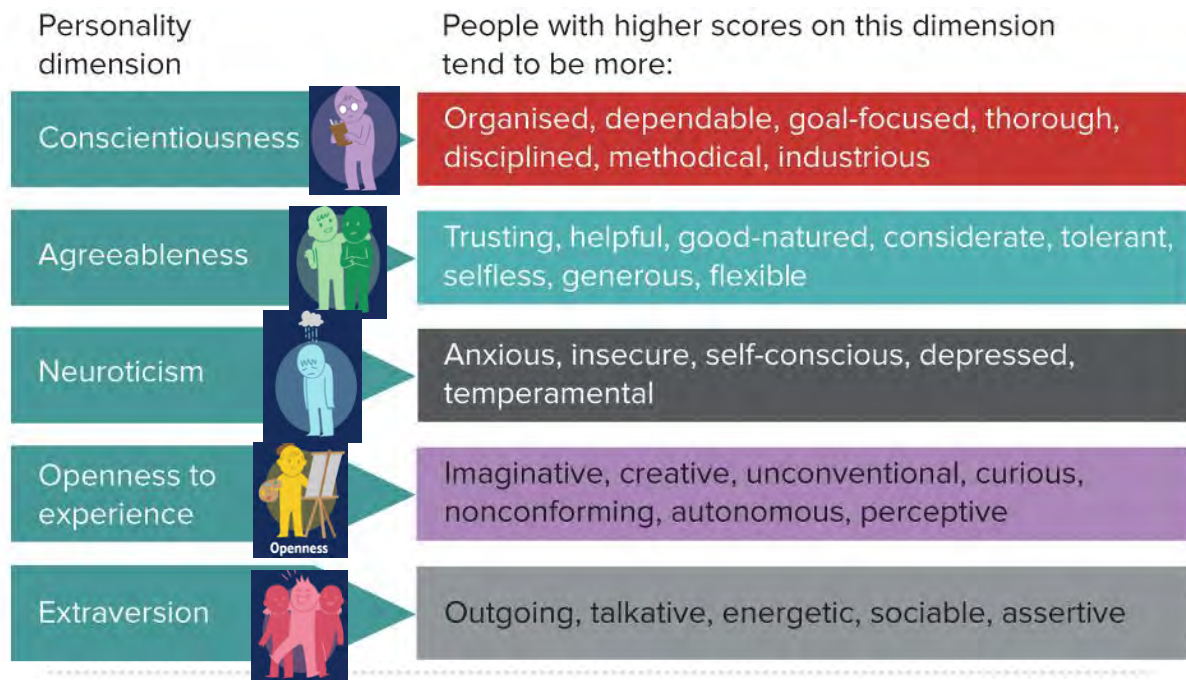 Personality
dimension
People with higher scores on this dimension
tend to be more:
Conscientiousness
Organised, dependable, goal-focused, thorough,
disciplined, methodical, industrious
Agreeableness
Trusting, helpful, good-natured, considerate, tolerant,
selfless, generous, flexible
Neuroticism
Anxious, insecure, self-conscious, depressed,
temperamental
Openness to
experience
Openness
Imaginative, creative, unconventional, curious,
nonconforming, autonomous, perceptive
Extraversion
Outgoing, talkative, energetic, sociable, assertive